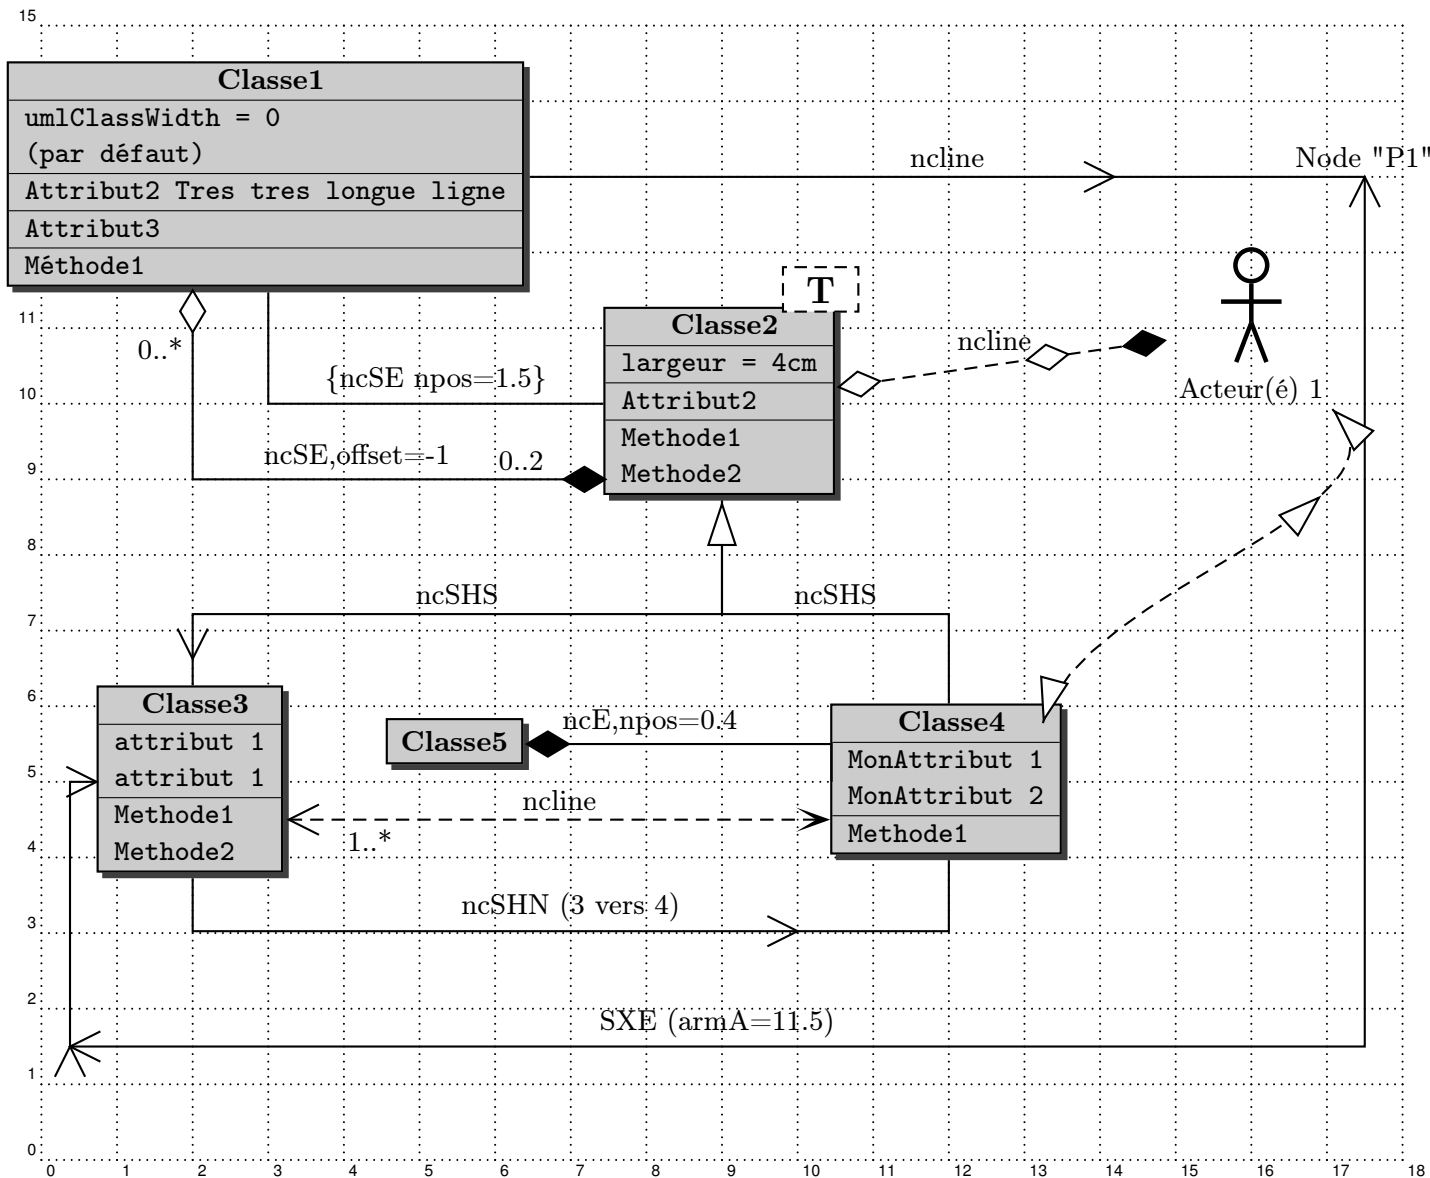 15
Classe1
umlClassWidth = 0
(par défaut)
Attribut2 Tres tres longue ligne
Attribut3
Méthode1
ncline
Node "P1"
T
11
Classe2
largeur = 4cm
Attribut2
Methode1
Methode2
ncline
Acteur(é) 1
0..*
{ncSE npos=1.5}
10
ncSE,offset=-1
0..2
9
8
ncSHS
ncSHS
7
6
Classe3
attribut 1
attribut 1
Methode1
Methode2
Classe5
ncE,npos=0.4
Classe4
MonAttribut 1
MonAttribut 2
Methode1
5
ncline
1..*
4
ncSHN (3 vers 4)
3
2
SXE (armA=11.5)
1
0
0 1 2 3 4 5 6 7 8 9 10 11 12 13 14 15 16 17 18